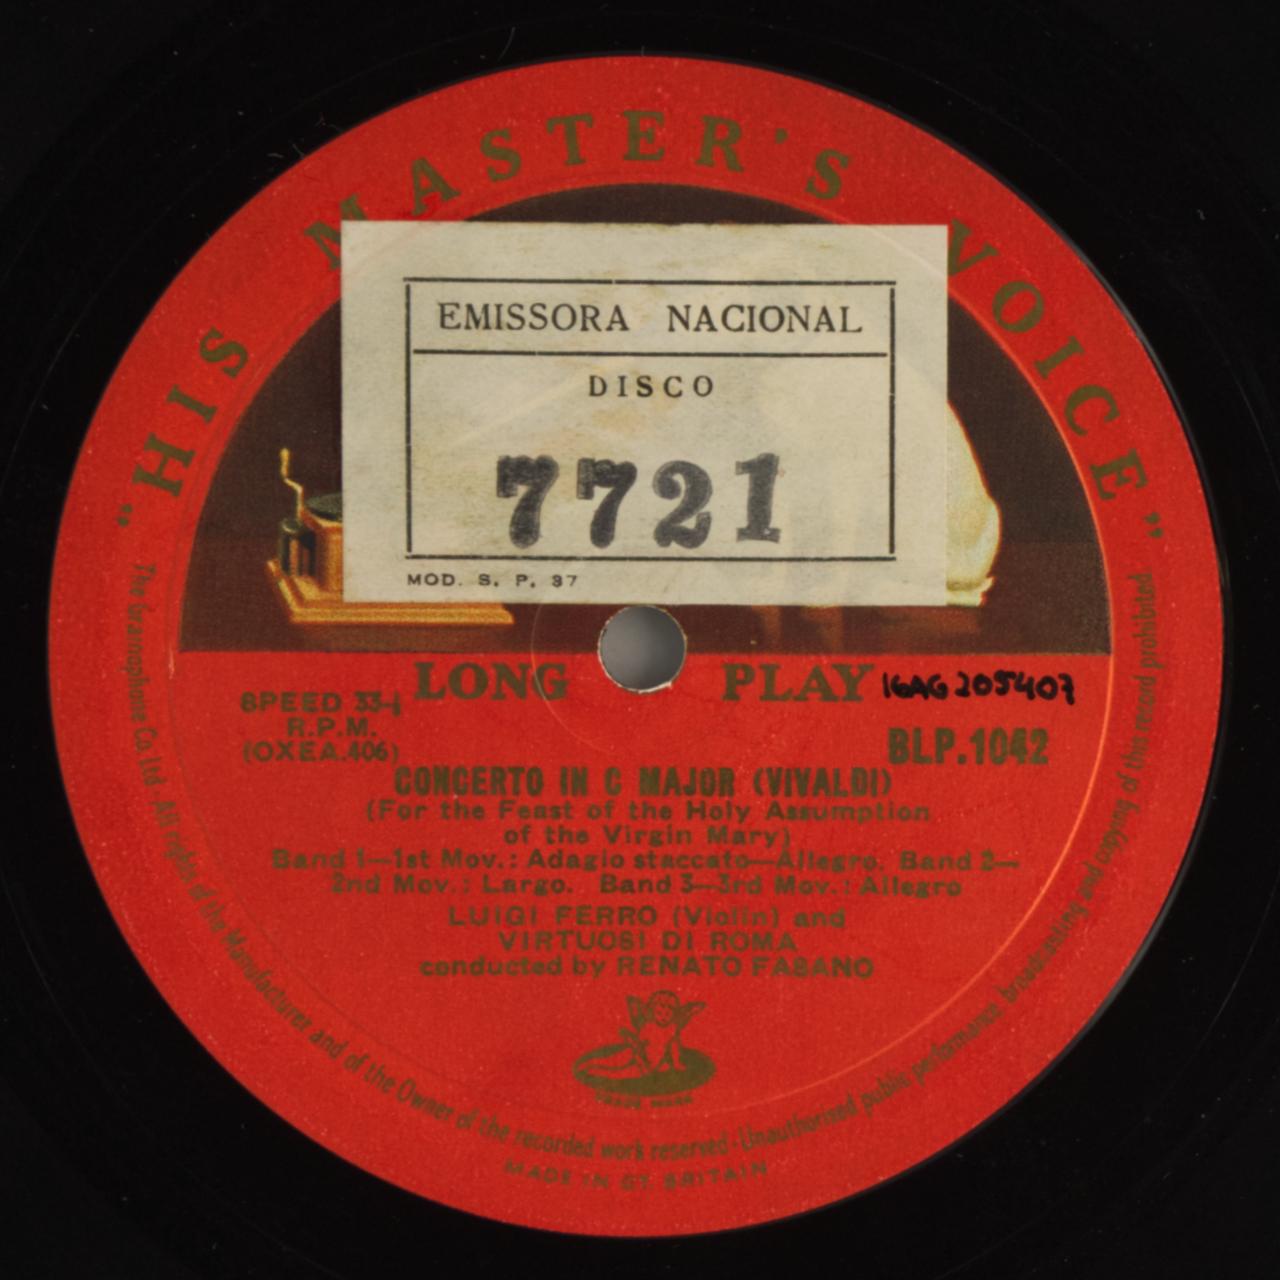 "HIS MASTER'S VOICE"
EMISSORA NACIONAL
DISCO
7721
MOD. S. P. 37
LONG PLAY
16AG205407
SPEED 33⅓
R.P.M.
(OXEA.406)
BLP.1042
CONCERTO IN C MAJOR (VIVALDI)
(For the Feast of the Holy Assumption
of the Virgin Mary)
Band 1—1st Mov.: Adagio staccato—Allegro. Band 2—
2nd Mov.: Largo. Band 3—3rd Mov.: Allegro
LUIGI FERRO (Violin) and
VIRTUOSI DI ROMA
conducted by RENATO FASANO
TRADE MARK
The Gramophone Co. Ltd. All rights of the Manufacturer and of the Owner of the recorded work reserved · Unauthorised public performance, broadcasting and copying of this record prohibited.
MADE IN GT. BRITAIN